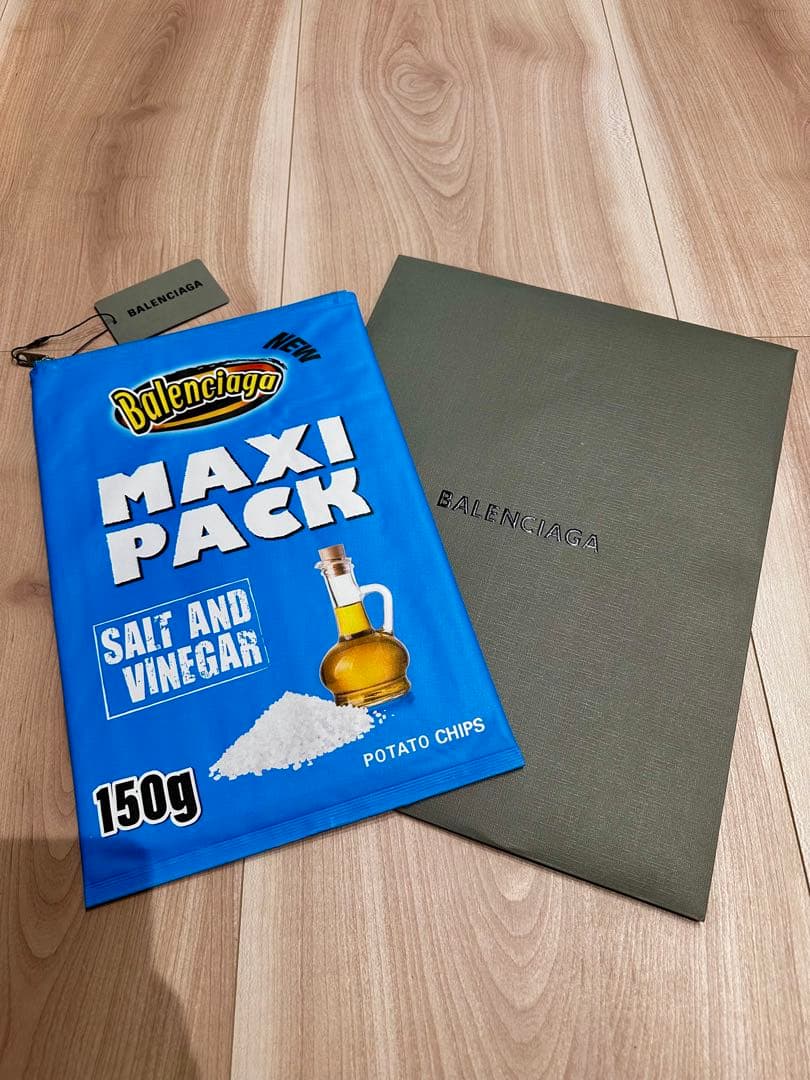 BALENCIAGA
NEW
Balenciaga
MAXI
PACK
SALT AND
VINEGAR
POTATO CHIPS
150g
BALENCIAGA